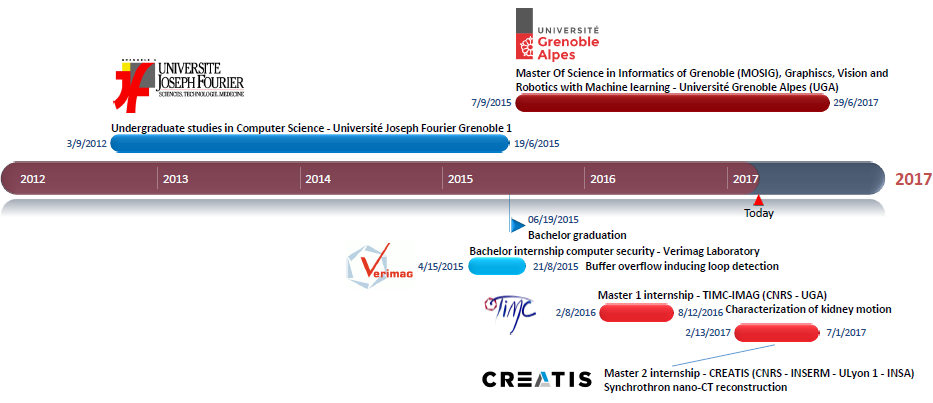 UNIVERSITÉ
Grenoble
Alpes
GRENOBLE 1
UNIVERSITE
JOSEPH FOURIER
SCIENCES, TECHNOLOGIE, MEDECINE
Master Of Science in Informatics of Grenoble (MOSIG), Graphiscs, Vision and
Robotics with Machine learning - Université Grenoble Alpes (UGA)
7/9/2015
29/6/2017
Undergraduate studies in Computer Science - Université Joseph Fourier Grenoble 1
3/9/2012
19/6/2015
2012
2013
2014
2015
2016
2017
2017
Today
06/19/2015
Bachelor graduation
Verimag
Bachelor internship computer security - Verimag Laboratory
4/15/2015
21/8/2015
Buffer overflow inducing loop detection
TIMC
Master 1 internship - TIMC-IMAG (CNRS - UGA)
2/8/2016
8/12/2016
Characterization of kidney motion
2/13/2017
7/1/2017
CREATIS
Master 2 internship - CREATIS (CNRS - INSERM - ULyon 1 - INSA)
Synchrothron nano-CT reconstruction